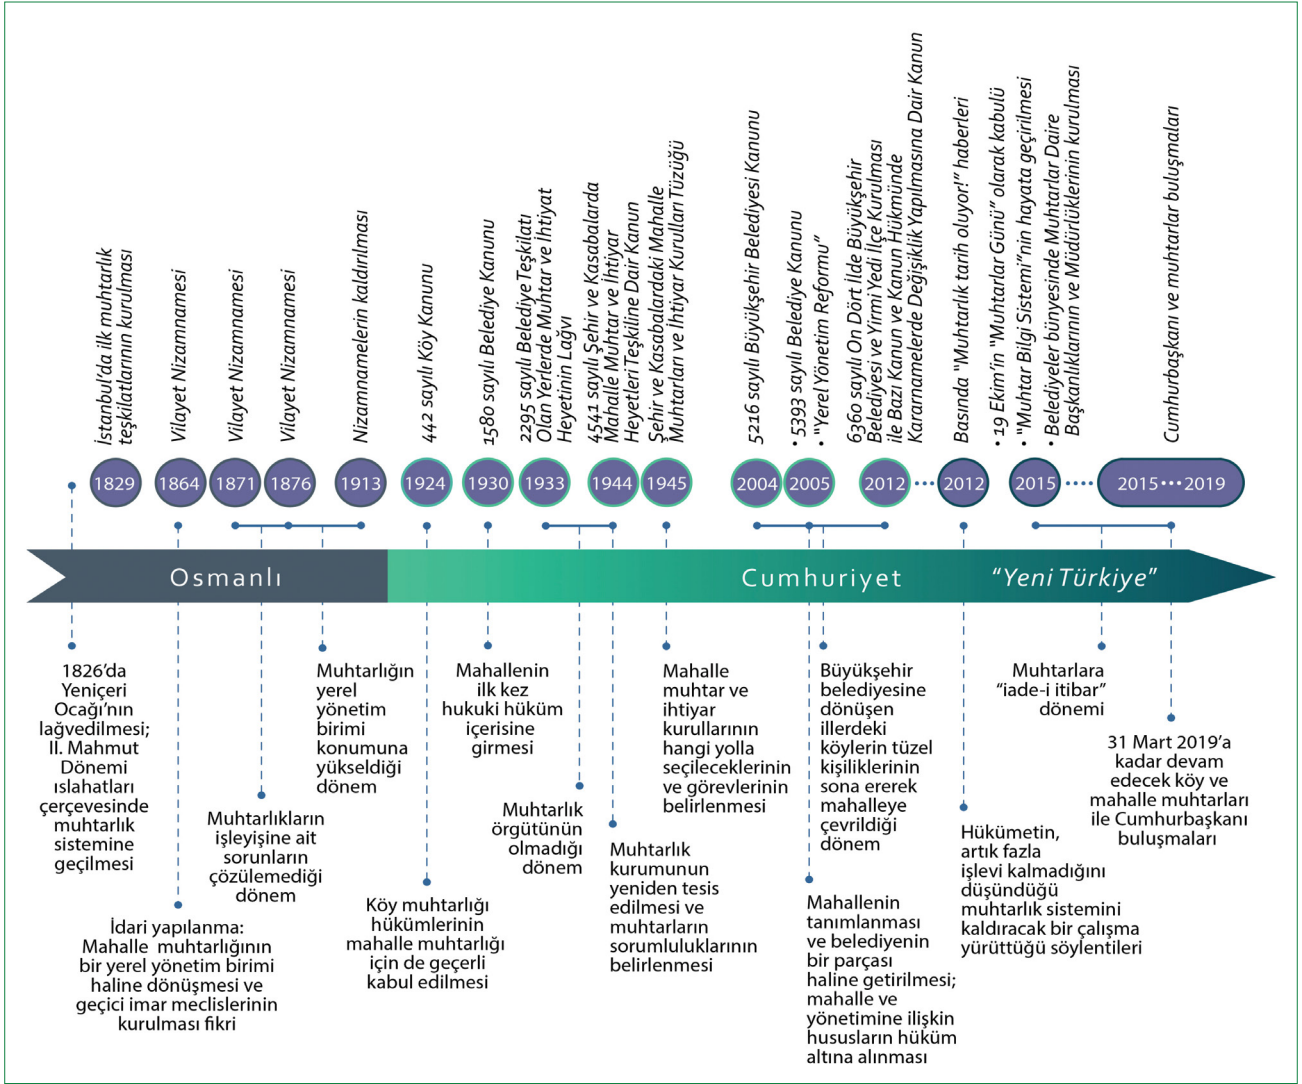 İstanbul'da ilk muhtarlık
teşkilatlarının kurulması
Vilayet Nizamnamesi
Vilayet Nizamnamesi
Vilayet Nizamnamesi
Nizamnamelerin kaldırılması
442 sayılı Köy Kanunu
1580 sayılı Belediye Kanunu
2295 sayılı Belediye Teşkilatı
Olan Yerlerde Muhtar ve İhtiyat
Heyetinin Lağvı
4541 sayılı Şehir ve Kasabalarda
Mahalle Muhtar ve İhtiyar
Heyetleri Teşkiline Dair Kanun
Şehir ve Kasabalardaki Mahalle
Muhtarları ve İhtiyar Kurulları Tüzüğü
5216 sayılı Büyükşehir Belediyesi Kanunu
• 5393 sayılı Belediye Kanunu
• "Yerel Yönetim Reformu"
6360 sayılı On Dört İlde Büyükşehir
Belediyesi ve Yirmi Yedi İlçe Kurulması
ile Bazı Kanun ve Kanun Hükmünde
Kararnamelerde Değişiklik Yapılmasına Dair Kanun
Basında "Muhtarlık tarih oluyor!" haberleri
• 19 Ekim'in "Muhtarlar Günü" olarak kabulü
• "Muhtar Bilgi Sistemi"nin hayata geçirilmesi
• Belediyeler bünyesinde Muhtarlar Daire
Başkanlıklarının ve Müdürlüklerinin kurulması
Cumhurbaşkanı ve muhtarlar buluşmaları
1829
1864
1871
1876
1913
1924
1930
1933
1944
1945
2004
2005
2012
2012
2015
2015•••2019
Osmanlı
Cumhuriyet
"Yeni Türkiye"
1826'da
Yeniçeri
Ocağı'nın
lağvedilmesi;
II. Mahmut
Dönemi
ıslahatları
çerçevesinde
muhtarlık
sistemine
geçilmesi
İdari yapılanma:
Mahalle muhtarlığının
bir yerel yönetim birimi
haline dönüşmesi ve
geçici imar meclislerinin
kurulması fikri
Muhtarlıkların
işleyişine ait
sorunların
çözülemediği
dönem
Muhtarlığın
yerel
yönetim
birimi
konumuna
yükseldiği
dönem
Köy muhtarlığı
hükümlerinin
mahalle muhtarlığı
için de geçerli
kabul edilmesi
Mahallenin
ilk kez
hukuki hüküm
içerisine
girmesi
Muhtarlık
örgütünün
olmadığı
dönem
Muhtarlık
kurumunun
yeniden tesis
edilmesi ve
muhtarların
sorumluluklarının
belirlenmesi
Mahalle
muhtar ve
ihtiyar
kurullarının
hangi yolla
seçileceklerinin
ve görevlerinin
belirlenmesi
Mahallenin
tanımlanması
ve belediyenin
bir parçası
haline getirilmesi;
mahalle ve
yönetimine ilişkin
hususların hüküm
altına alınması
Büyükşehir
belediyesine
dönüşen
illerdeki
köylerin tüzel
kişiliklerinin
sona ererek
mahalleye
çevrildiği
dönem
Hükümetin,
artık fazla
işlevi kalmadığını
düşündüğü
muhtarlık sistemini
kaldıracak bir çalışma
yürüttüğü söylentileri
Muhtarlara
"iade-i itibar"
dönemi
31 Mart 2019'a
kadar devam
edecek köy ve
mahalle muhtarları
ile Cumhurbaşkanı
buluşmaları